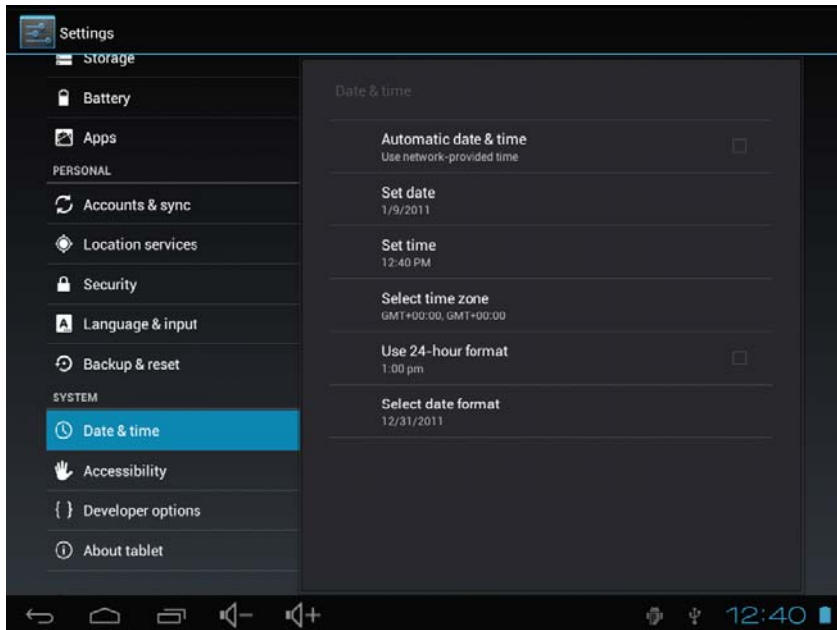 Settings
Storage
Battery
Apps
PERSONAL
Accounts & sync
Location services
Security
Language & input
Backup & reset
SYSTEM
Date & time
Accessibility
{ } Developer options
About tablet
Date & time
Automatic date & time
Use network-provided time
Set date
1/9/2011
Set time
12:40 PM
Select time zone
GMT+00:00, GMT+00:00
Use 24-hour format
1:00 pm
Select date format
12/31/2011
12:40